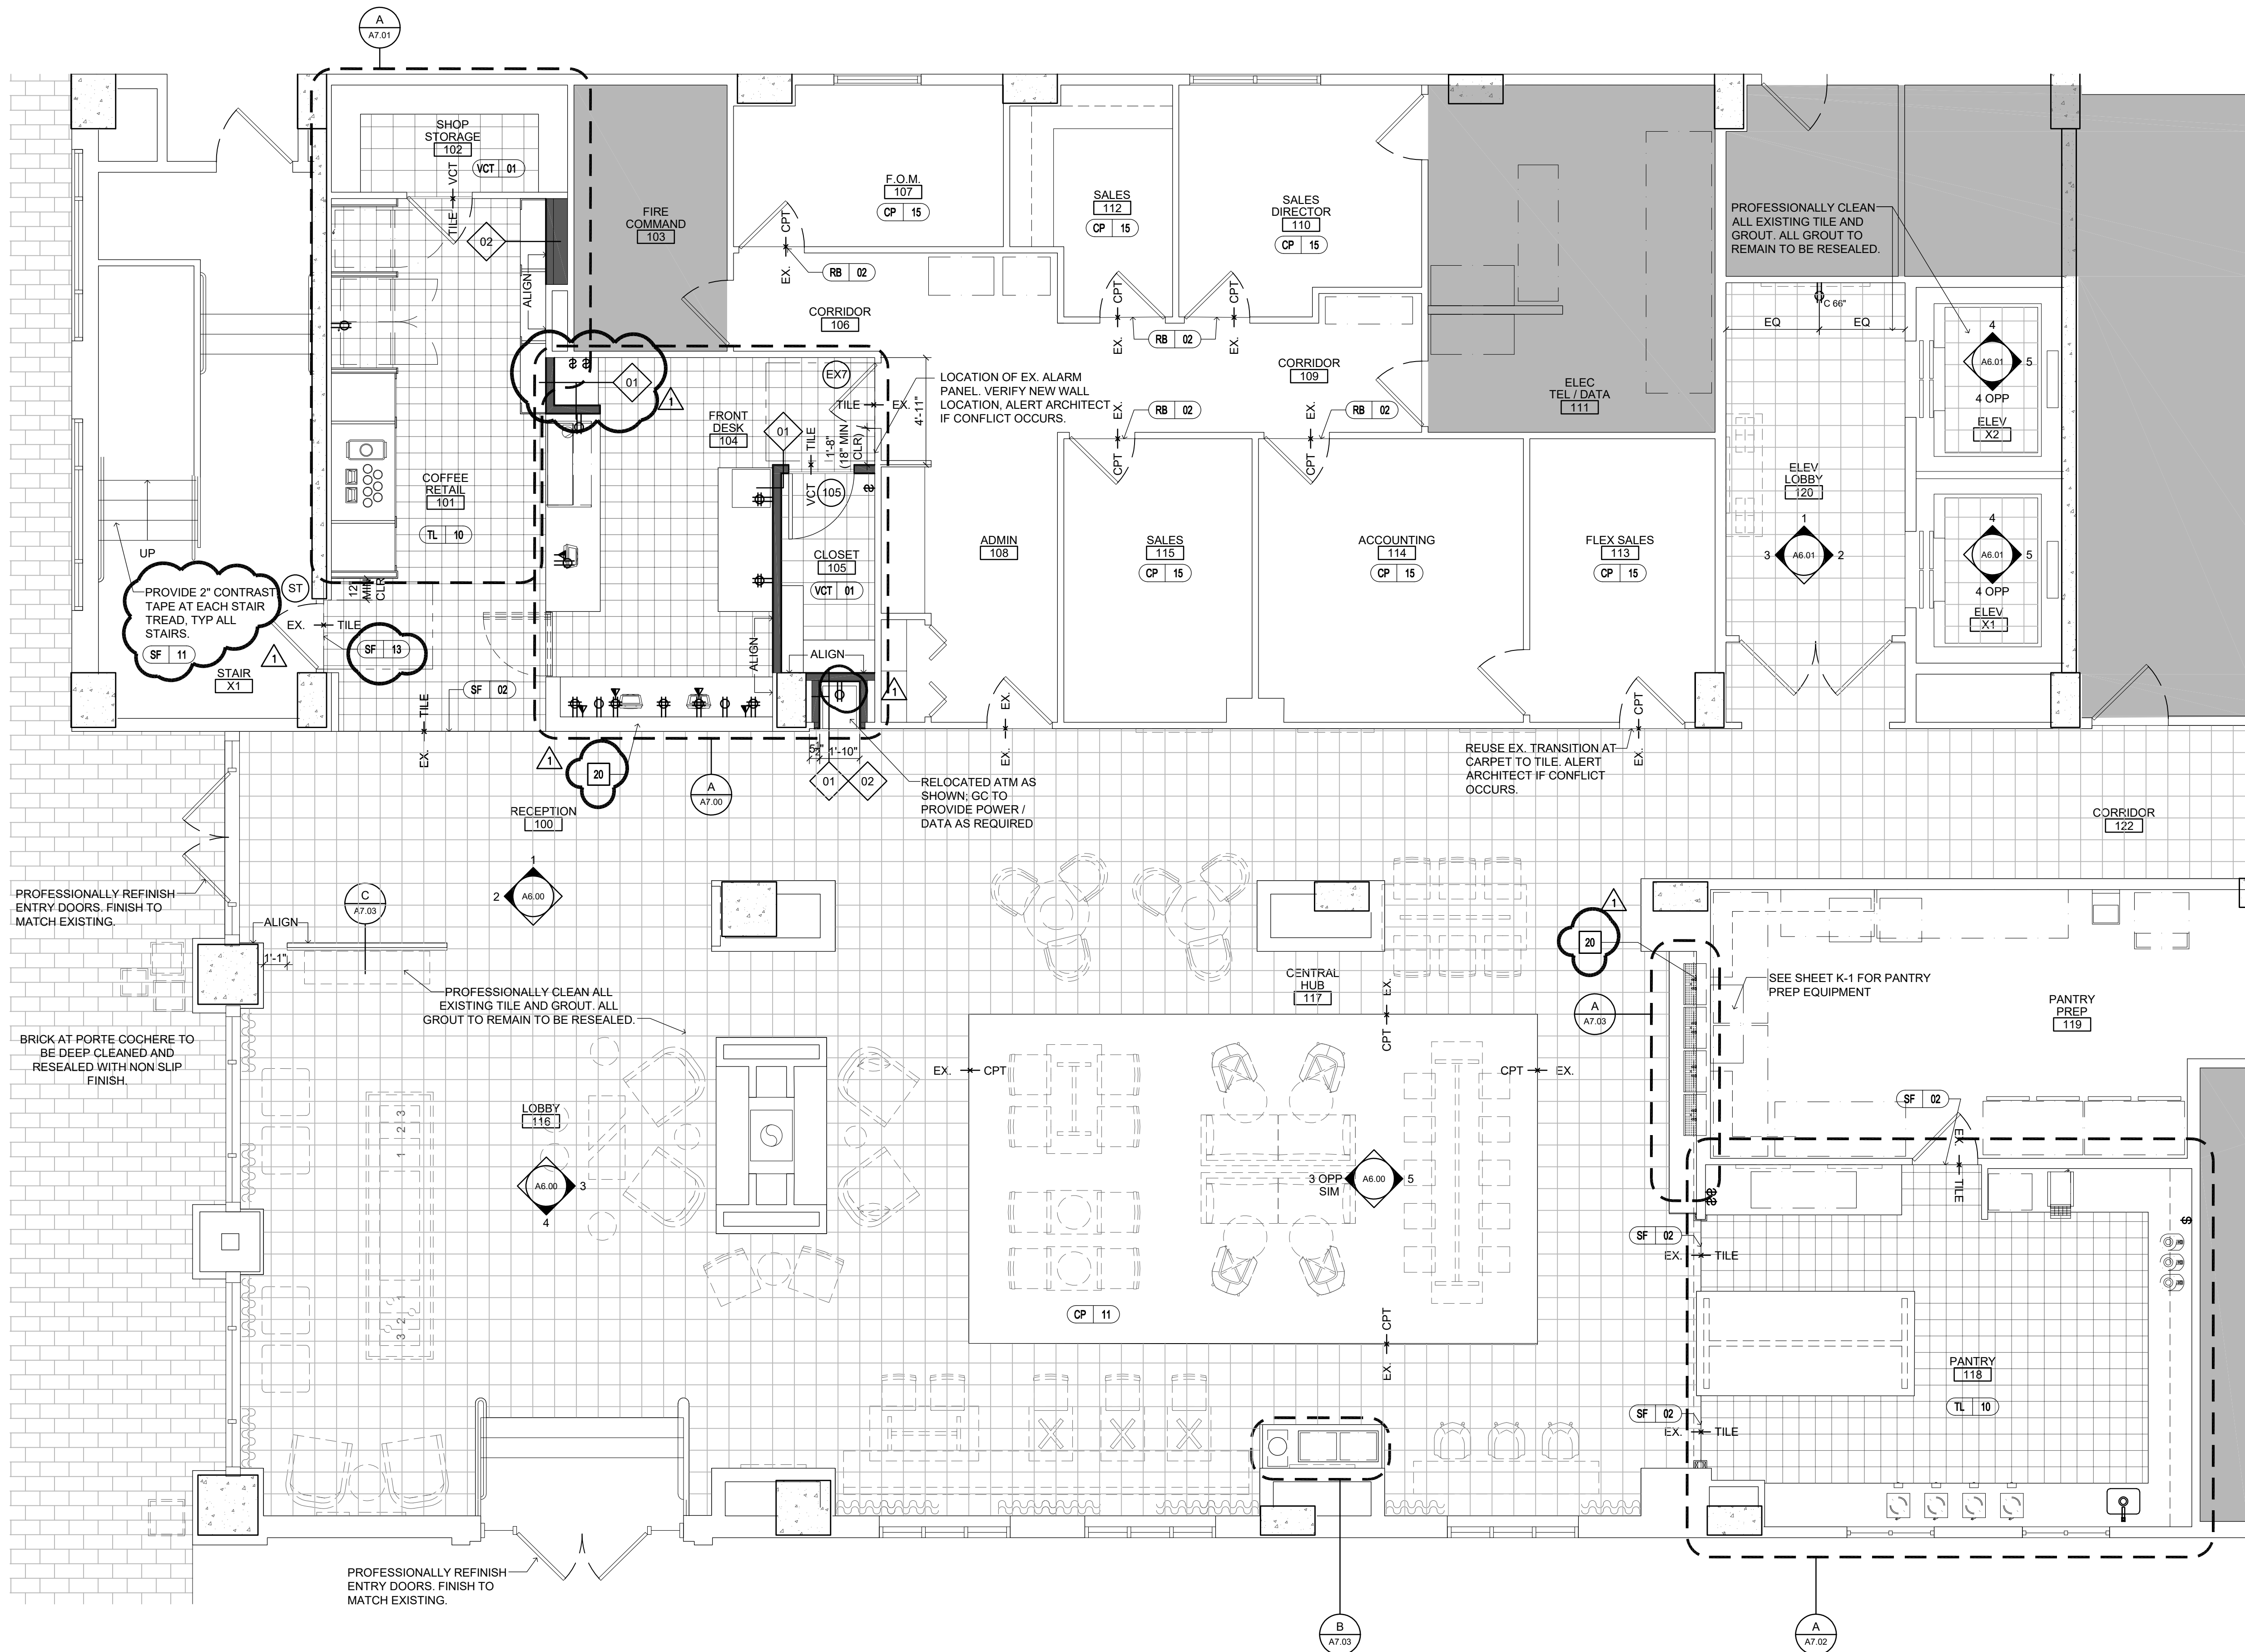 A
A7.01
SHOP
STORAGE
102
VCT 01
VCT
TILE
02
ALIGN
FIRE
COMMAND
103
F.O.M.
107
CP 15
CPT
EX.
RB 02
SALES
112
CP 15
SALES
DIRECTOR
110
CP 15
CORRIDOR
106
CPT
EX.
RB 02
CPT
EX.
CORRIDOR
109
ELEC
TEL / DATA
111
PROFESSIONALLY CLEAN
ALL EXISTING TILE AND
GROUT. ALL GROUT TO
REMAIN TO BE RESEALED.
C 66"
EQ
EQ
4
A6.01
5
4 OPP
ELEV
X2
01
1
EX7
TILE
EX.
4'-11"
LOCATION OF EX. ALARM
PANEL. VERIFY NEW WALL
LOCATION, ALERT ARCHITECT
IF CONFLICT OCCURS.
FRONT
DESK
104
01
TILE
VCT
1'-8"
(18" MIN
CLR)
105
EX.
CPT
RB 02
EX.
CPT
RB 02
COFFEE
RETAIL
101
TL 10
ELEV
LOBBY
120
1
3
A6.01
2
4
A6.01
5
4 OPP
ELEV
X1
UP
PROVIDE 2" CONTRAST
TAPE AT EACH STAIR
TREAD, TYP ALL
STAIRS.
SF 11
1
ST
12"
MIN
CLR
EX.
TILE
SF 13
STAIR
X1
CLOSET
105
VCT 01
ADMIN
108
SALES
115
CP 15
ACCOUNTING
114
CP 15
FLEX SALES
113
CP 15
ALIGN
ALIGN
SF 02
TILE
EX.
1
1
20
A
A7.00
1'-10"
01
02
RELOCATED ATM AS
SHOWN; GC TO
PROVIDE POWER /
DATA AS REQUIRED
EX.
EX.
REUSE EX. TRANSITION AT
CARPET TO TILE. ALERT
ARCHITECT IF CONFLICT
OCCURS.
CPT
EX.
CORRIDOR
122
RECEPTION
100
1
2
A6.00
PROFESSIONALLY REFINISH
ENTRY DOORS. FINISH TO
MATCH EXISTING.
C
A7.03
ALIGN
1'-1"
PROFESSIONALLY CLEAN ALL
EXISTING TILE AND GROUT. ALL
GROUT TO REMAIN TO BE RESEALED.
BRICK AT PORTE COCHERE TO
BE DEEP CLEANED AND
RESEALED WITH NON SLIP
FINISH.
LOBBY
116
A6.00
3
4
1 2 3
3 2 1
CENTRAL
HUB
117
EX.
CPT
EX.
CPT
CPT
EX.
3 OPP
SIM
A6.00
5
CP 11
CPT
EX.
1
20
A
A7.03
SEE SHEET K-1 FOR PANTRY
PREP EQUIPMENT
PANTRY
PREP
119
SF 02
EX.
TILE
SF 02
EX.
TILE
PANTRY
118
TL 10
SF 02
EX.
TILE
PROFESSIONALLY REFINISH
ENTRY DOORS. FINISH TO
MATCH EXISTING.
B
A7.03
A
A7.02